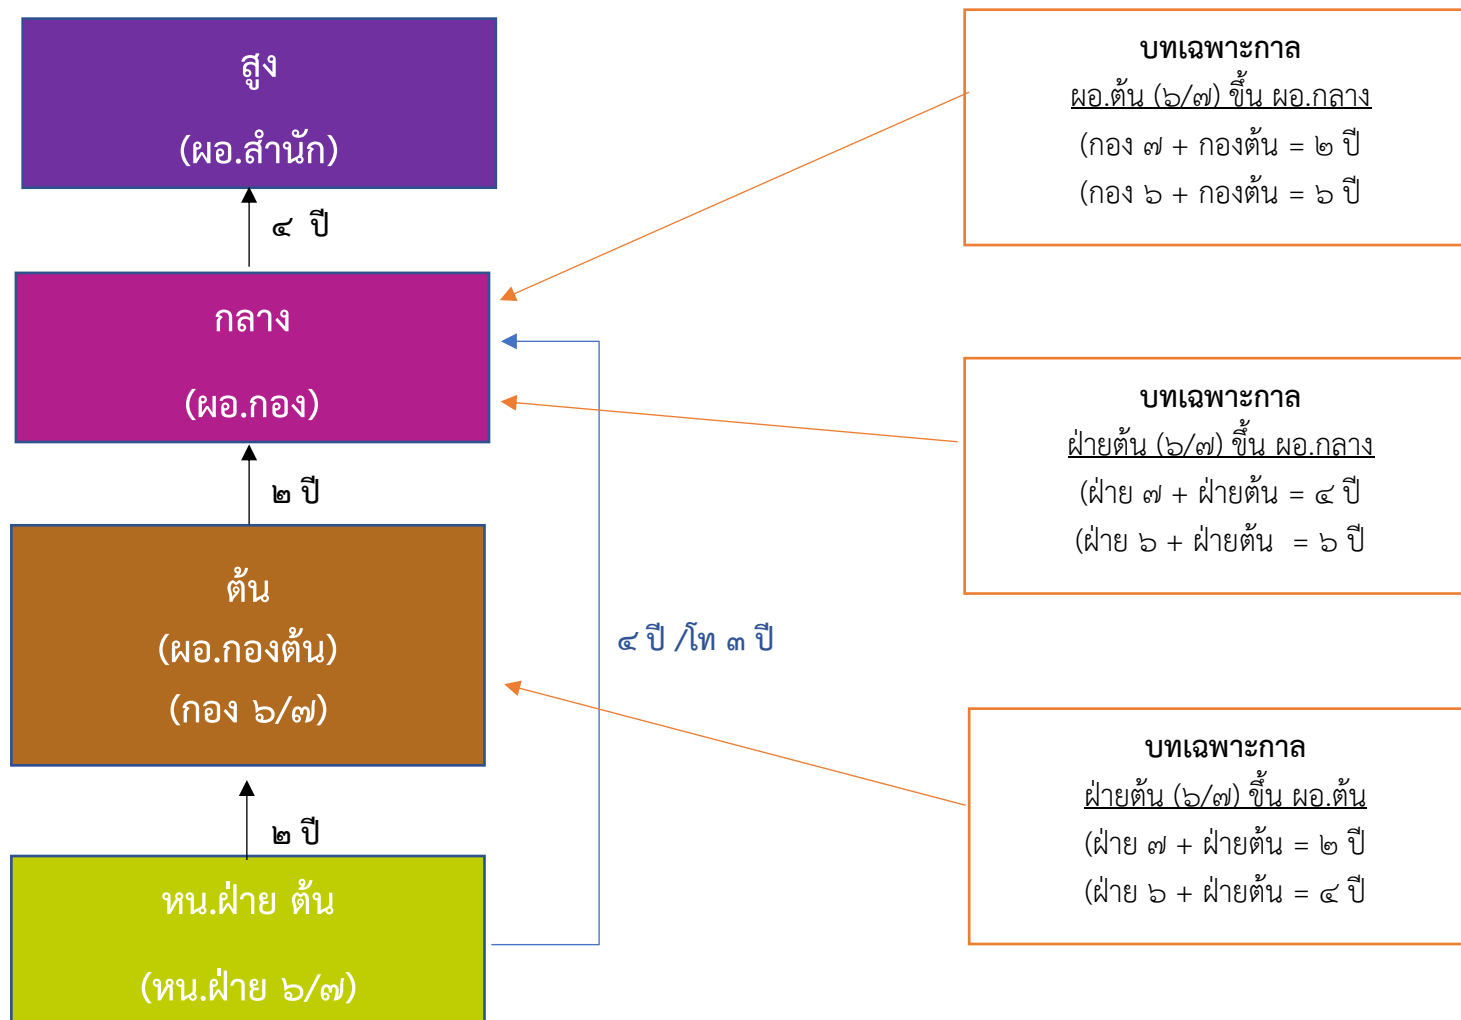 สูง
(ผอ.สำนัก)
๔ ปี
กลาง
(ผอ.กอง)
๒ ปี
ต้น
(ผอ.กองต้น)
(กอง ๖/๗)
๒ ปี
หน.ฝ่าย ต้น
(หน.ฝ่าย ๖/๗)
๔ ปี /โท ๓ ปี
บทเฉพาะกาล
ผอ.ต้น (๖/๗) ขึ้น ผอ.กลาง
(กอง ๗ + กองต้น = ๒ ปี
(กอง ๖ + กองต้น = ๖ ปี
บทเฉพาะกาล
ฝ่ายต้น (๖/๗) ขึ้น ผอ.กลาง
(ฝ่าย ๗ + ฝ่ายต้น = ๔ ปี
(ฝ่าย ๖ + ฝ่ายต้น = ๖ ปี
บทเฉพาะกาล
ฝ่ายต้น (๖/๗) ขึ้น ผอ.ต้น
(ฝ่าย ๗ + ฝ่ายต้น = ๒ ปี
(ฝ่าย ๖ + ฝ่ายต้น = ๔ ปี